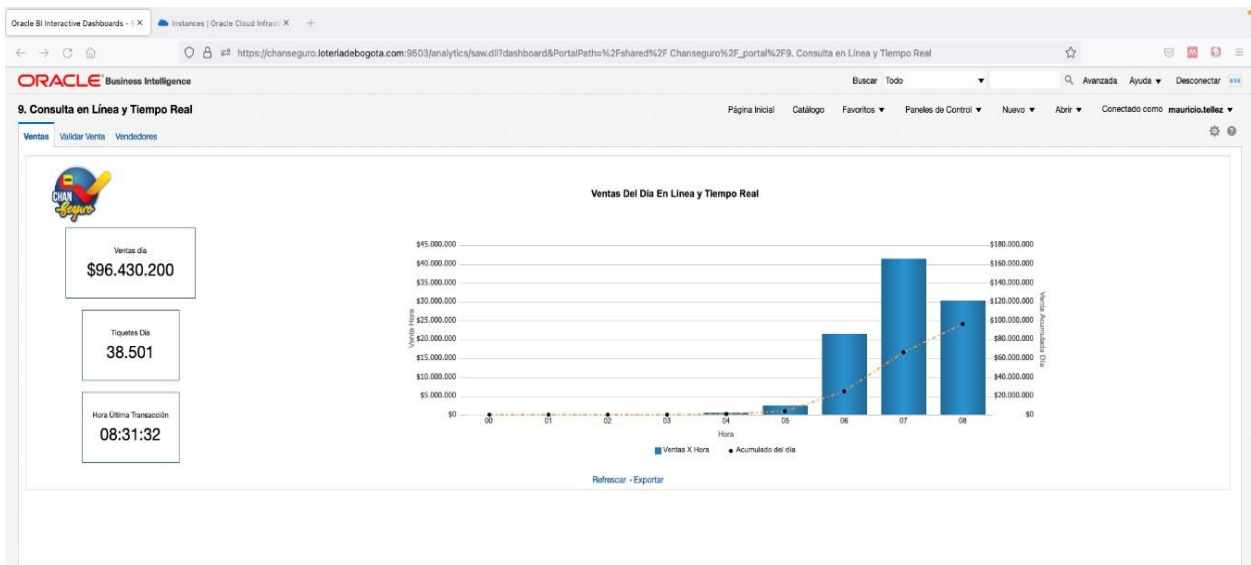 Oracle BI Interactive Dashboards - 9 X
Instances | Oracle Cloud Infrast X
https://chanseguro.loteriadebogota.com:9503/analytics/saw.dll?dashboard&PortalPath=%2Fshared%2F Chanseguro%2F_portal%2F9. Consulta en Línea y Tiempo Real
ORACLE Business Intelligence
Buscar Todo Avanzada Ayuda Desconectar
9. Consulta en Línea y Tiempo Real
Página Inicial Catálogo Favoritos Paneles de Control Nuevo Abrir Conectado como mauricio.tellez
Ventas Validar Venta Vendedores
CHAN
Seguro
Ventas día
$96.430.200
Tiquetes Día
38.501
Hora Última Transacción
08:31:32
Ventas Del Día En Línea y Tiempo Real
Venta Hora
$45.000.000
$40.000.000
$35.000.000
$30.000.000
$25.000.000
$20.000.000
$15.000.000
$10.000.000
$5.000.000
$0
$180.000.000
$160.000.000
$140.000.000
$120.000.000
$100.000.000
$80.000.000
$60.000.000
$40.000.000
$20.000.000
$0
Venta Acumulada Día
00 01 02 03 04 05 06 07 08
Hora
Ventas X Hora Acumulado del día
Refrescar - Exportar